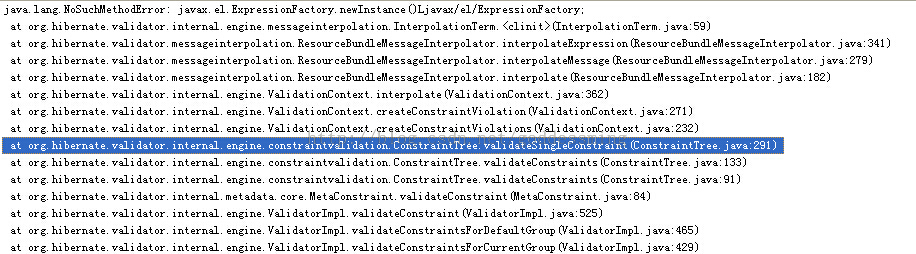 java.lang.NoSuchMethodError: javax.el.ExpressionFactory.newInstance()Ljavax/el/ExpressionFactory;
at org.hibernate.validator.internal.engine.messageinterpolation.InterpolationTerm.<clinit>(InterpolationTerm.java:59)
at org.hibernate.validator.messageinterpolation.ResourceBundleMessageInterpolator.interpolateExpression(ResourceBundleMessageInterpolator.java:341)
at org.hibernate.validator.messageinterpolation.ResourceBundleMessageInterpolator.interpolateMessage(ResourceBundleMessageInterpolator.java:279)
at org.hibernate.validator.messageinterpolation.ResourceBundleMessageInterpolator.interpolate(ResourceBundleMessageInterpolator.java:182)
at org.hibernate.validator.internal.engine.ValidationContext.interpolate(ValidationContext.java:362)
at org.hibernate.validator.internal.engine.ValidationContext.createConstraintViolation(ValidationContext.java:271)
at org.hibernate.validator.internal.engine.ValidationContext.createConstraintViolations(ValidationContext.java:232)
at org.hibernate.validator.internal.engine.constraintvalidation.ConstraintTree.validateSingleConstraint(ConstraintTree.java:291)
at org.hibernate.validator.internal.engine.constraintvalidation.ConstraintTree.validateConstraints(ConstraintTree.java:133)
at org.hibernate.validator.internal.engine.constraintvalidation.ConstraintTree.validateConstraints(ConstraintTree.java:91)
at org.hibernate.validator.internal.metadata.core.MetaConstraint.validateConstraint(MetaConstraint.java:84)
at org.hibernate.validator.internal.engine.ValidatorImpl.validateConstraint(ValidatorImpl.java:525)
at org.hibernate.validator.internal.engine.ValidatorImpl.validateConstraintsForDefaultGroup(ValidatorImpl.java:465)
at org.hibernate.validator.internal.engine.ValidatorImpl.validateConstraintsForCurrentGroup(ValidatorImpl.java:429)